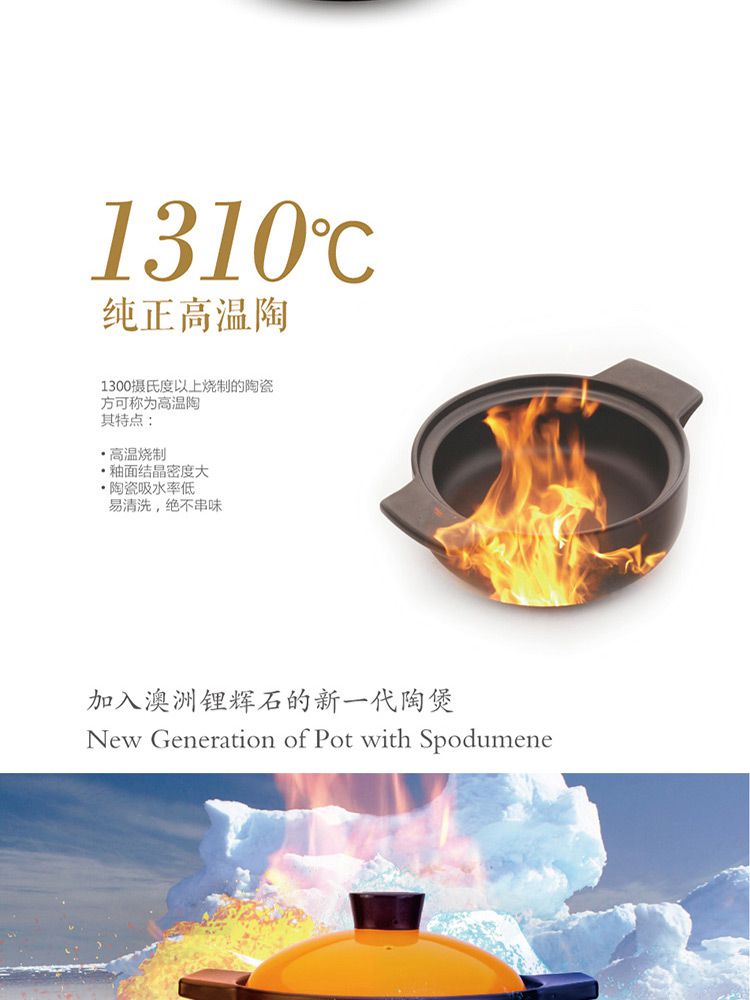 1310℃
纯正高温陶
1300摄氏度以上烧制的陶瓷
方可称为高温陶
其特点：
• 高温烧制
• 釉面结晶密度大
• 陶瓷吸水率低
易清洗，绝不串味
加入澳洲锂辉石的新一代陶煲
New Generation of Pot with Spodumene